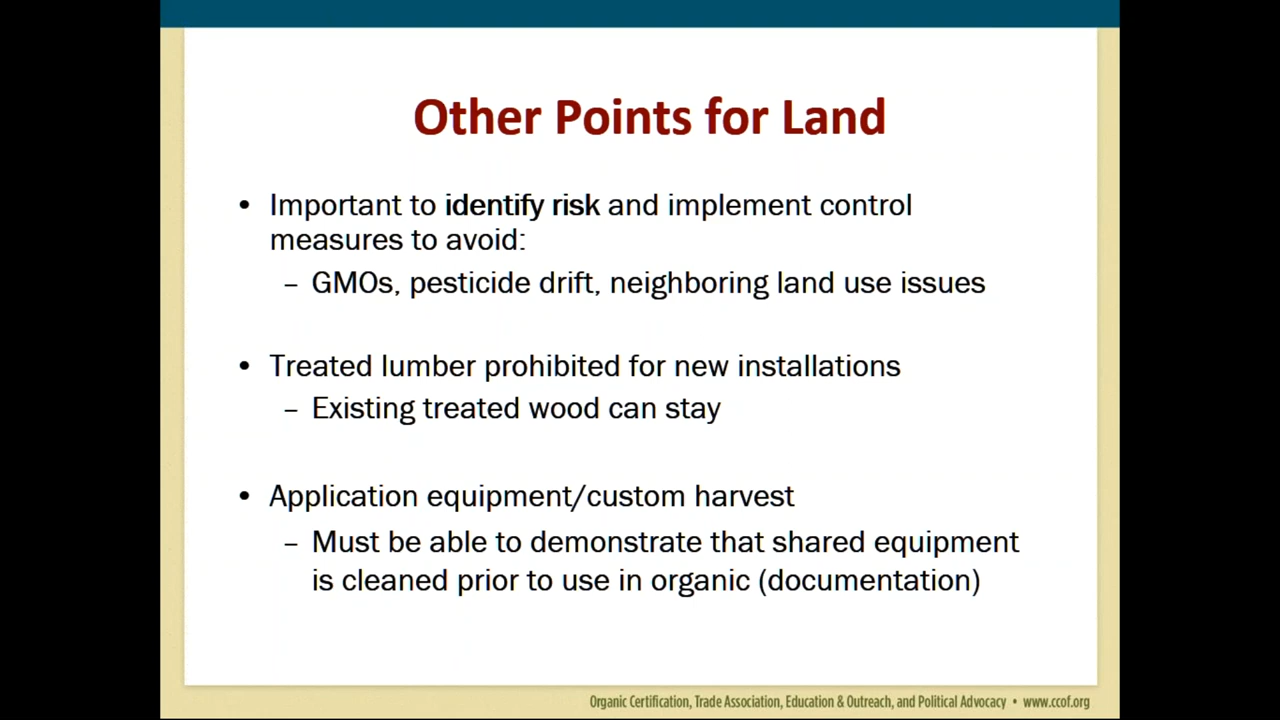 Other Points for Land
• Important to identify risk and implement control
measures to avoid:
– GMOs, pesticide drift, neighboring land use issues
• Treated lumber prohibited for new installations
– Existing treated wood can stay
• Application equipment/custom harvest
– Must be able to demonstrate that shared equipment
is cleaned prior to use in organic (documentation)
Organic Certification, Trade Association, Education & Outreach, and Political Advocacy • www.ccof.org